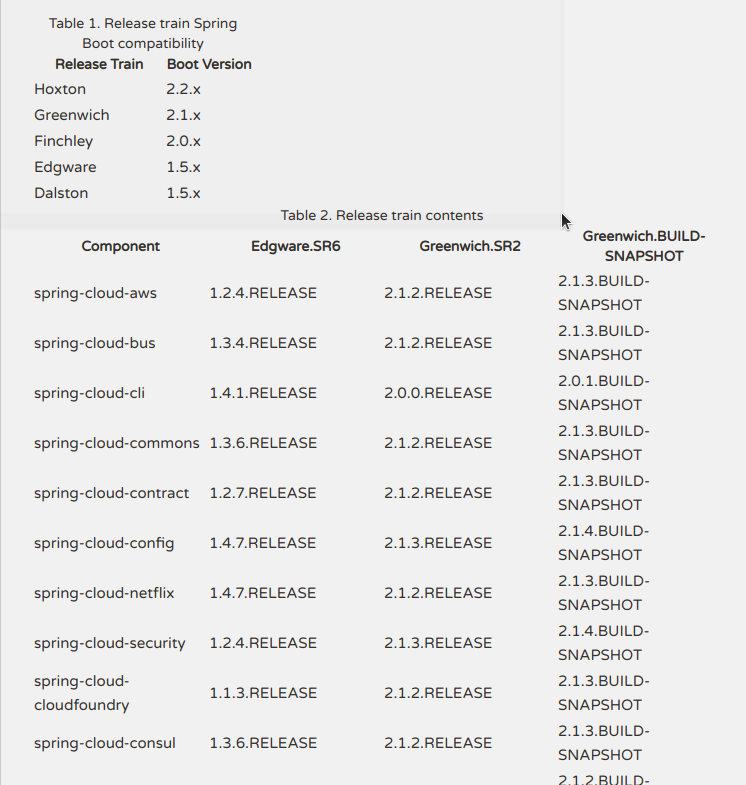 Table 1. Release train Spring
Boot compatibility
Release Train Boot Version
Hoxton 2.2.x
Greenwich 2.1.x
Finchley 2.0.x
Edgware 1.5.x
Dalston 1.5.x
Table 2. Release train contents
Component Edgware.SR6 Greenwich.SR2 Greenwich.BUILD-
SNAPSHOT
spring-cloud-aws 1.2.4.RELEASE 2.1.2.RELEASE 2.1.3.BUILD-
SNAPSHOT
spring-cloud-bus 1.3.4.RELEASE 2.1.2.RELEASE 2.1.3.BUILD-
SNAPSHOT
spring-cloud-cli 1.4.1.RELEASE 2.0.0.RELEASE 2.0.1.BUILD-
SNAPSHOT
spring-cloud-commons 1.3.6.RELEASE 2.1.2.RELEASE 2.1.3.BUILD-
SNAPSHOT
spring-cloud-contract 1.2.7.RELEASE 2.1.2.RELEASE 2.1.3.BUILD-
SNAPSHOT
spring-cloud-config 1.4.7.RELEASE 2.1.3.RELEASE 2.1.4.BUILD-
SNAPSHOT
spring-cloud-netflix 1.4.7.RELEASE 2.1.2.RELEASE 2.1.3.BUILD-
SNAPSHOT
spring-cloud-security 1.2.4.RELEASE 2.1.3.RELEASE 2.1.4.BUILD-
SNAPSHOT
spring-cloud-
cloudfoundry 1.1.3.RELEASE 2.1.2.RELEASE 2.1.3.BUILD-
SNAPSHOT
spring-cloud-consul 1.3.6.RELEASE 2.1.2.RELEASE 2.1.3.BUILD-
SNAPSHOT
2.1.2.BUILD-